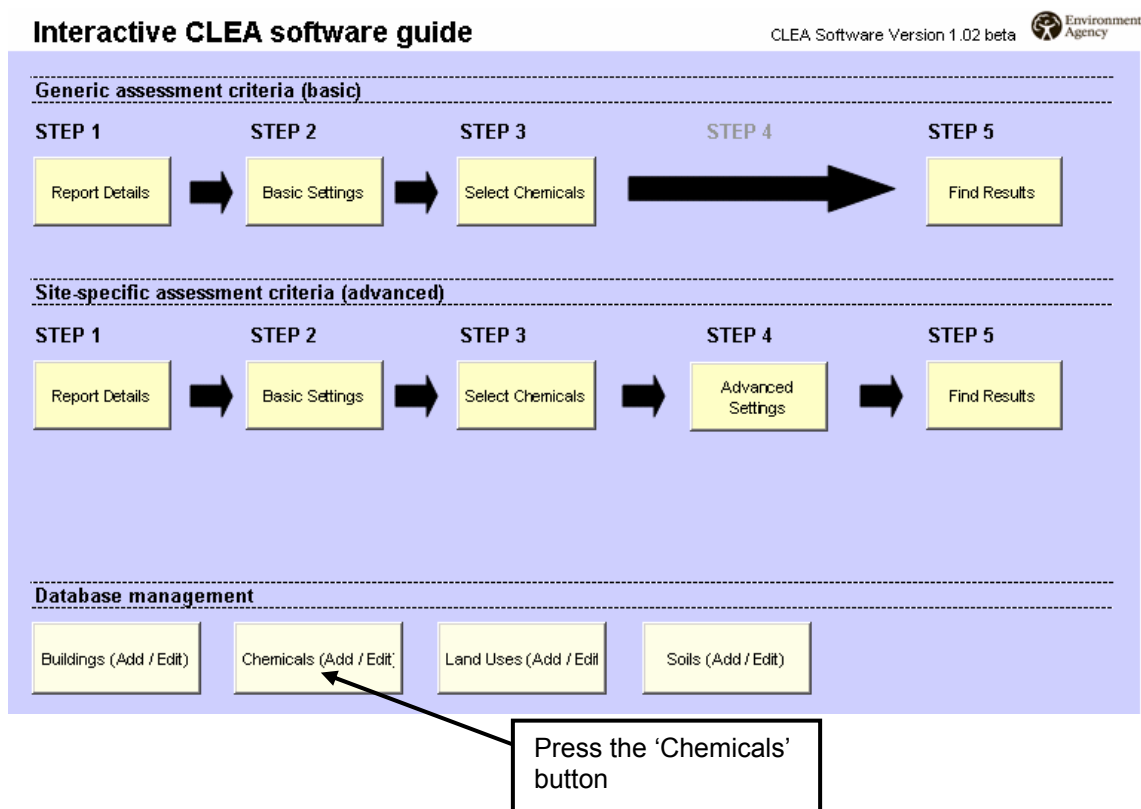 Interactive CLEA software guide
CLEA Software Version 1.02 beta
Environment
Agency
Generic assessment criteria (basic)
STEP 1
STEP 2
STEP 3
STEP 4
STEP 5
Report Details
Basic Settings
Select Chemicals
Find Results
Site-specific assessment criteria (advanced)
STEP 1
STEP 2
STEP 3
STEP 4
STEP 5
Report Details
Basic Settings
Select Chemicals
Advanced
Settings
Find Results
Database management
Buildings (Add / Edit)
Chemicals (Add / Edit)
Land Uses (Add / Edit
Soils (Add / Edit)
Press the ‘Chemicals’
button